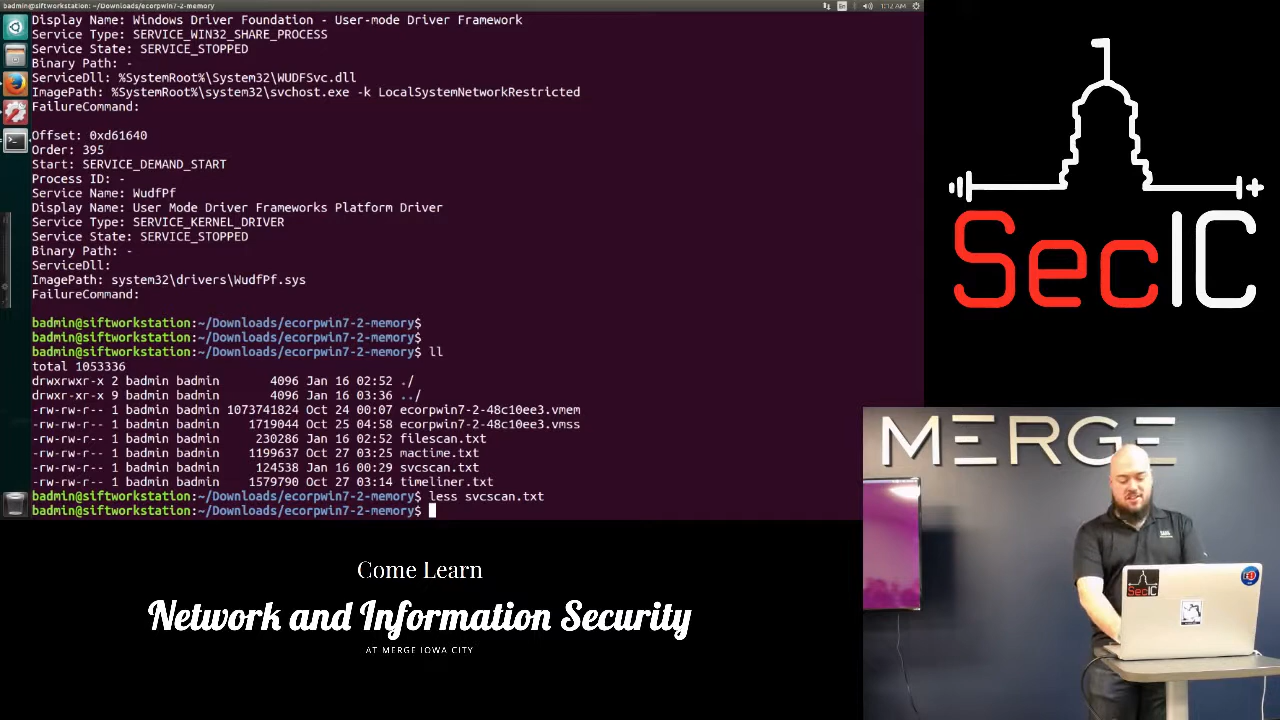 badmin@siftworkstation: ~/Downloads/ecorpwin7-2-memory
1:12 AM
Display Name: Windows Driver Foundation - User-mode Driver Framework
Service Type: SERVICE_WIN32_SHARE_PROCESS
Service State: SERVICE_STOPPED
Binary Path: -
ServiceDll: %SystemRoot%\System32\WUDFSvc.dll
ImagePath: %SystemRoot%\system32\svchost.exe -k LocalSystemNetworkRestricted
FailureCommand:
Offset: 0xd61640
Order: 395
Start: SERVICE_DEMAND_START
Process ID: -
Service Name: WudfPf
Display Name: User Mode Driver Frameworks Platform Driver
Service Type: SERVICE_KERNEL_DRIVER
Service State: SERVICE_STOPPED
Binary Path: -
ServiceDll:
ImagePath: system32\drivers\WudfPf.sys
FailureCommand:
badmin@siftworkstation:~/Downloads/ecorpwin7-2-memory$
badmin@siftworkstation:~/Downloads/ecorpwin7-2-memory$
badmin@siftworkstation:~/Downloads/ecorpwin7-2-memory$ ll
total 1053336
drwxrwxr-x 2 badmin badmin 4096 Jan 16 02:52 ./
drwxr-xr-x 9 badmin badmin 4096 Jan 16 03:36 ../
-rw-rw-r-- 1 badmin badmin 1073741824 Oct 24 00:07 ecorpwin7-2-48c10ee3.vmem
-rw-rw-r-- 1 badmin badmin 1719044 Oct 25 04:58 ecorpwin7-2-48c10ee3.vmss
-rw-rw-r-- 1 badmin badmin 230286 Jan 16 02:52 filescan.txt
-rw-rw-r-- 1 badmin badmin 1199637 Oct 27 03:25 mactime.txt
-rw-rw-r-- 1 badmin badmin 124538 Jan 16 00:29 svcscan.txt
-rw-rw-r-- 1 badmin badmin 1579790 Oct 27 03:14 timeliner.txt
badmin@siftworkstation:~/Downloads/ecorpwin7-2-memory$ less svcscan.txt
badmin@siftworkstation:~/Downloads/ecorpwin7-2-memory$
SecIC
MERGE
SecIC
Come Learn
Network and Information Security
AT MERGE IOWA CITY